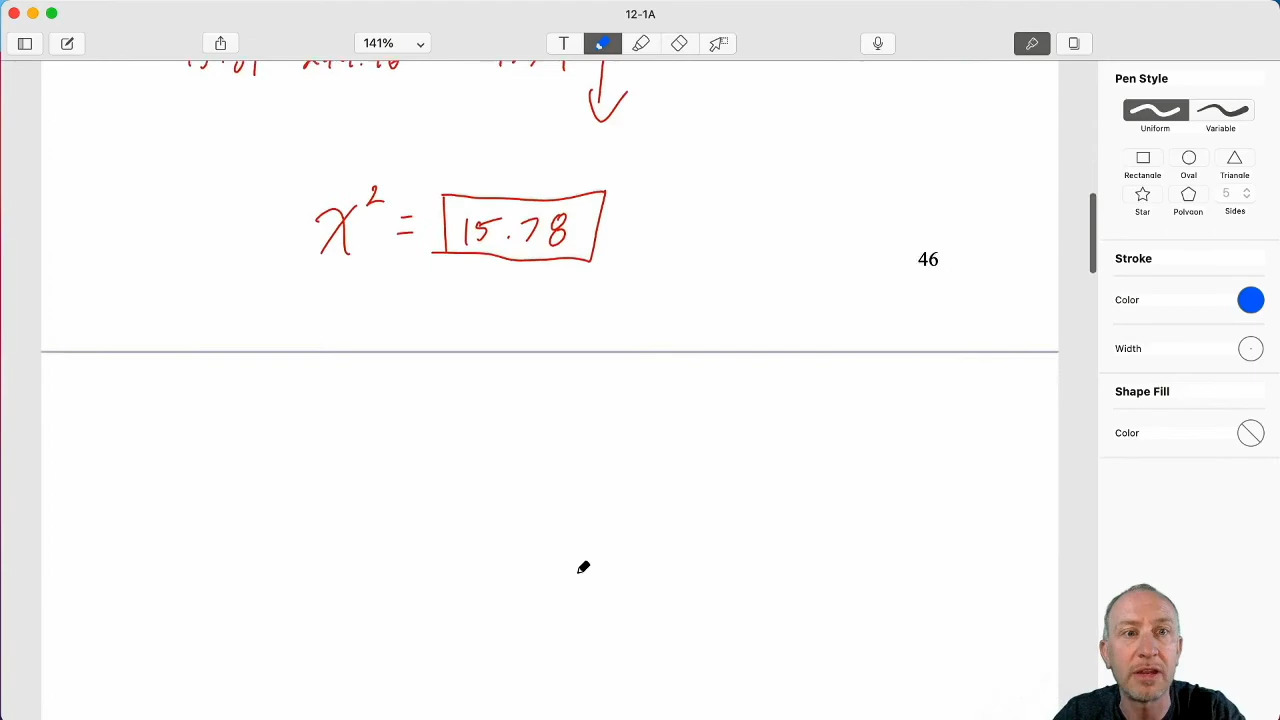 12-1A
141%
T
Pen Style
Uniform Variable
Rectangle Oval Triangle
5
Star Polygon Sides
Stroke
Color
Width
Shape Fill
Color
χ² = 15.78
46